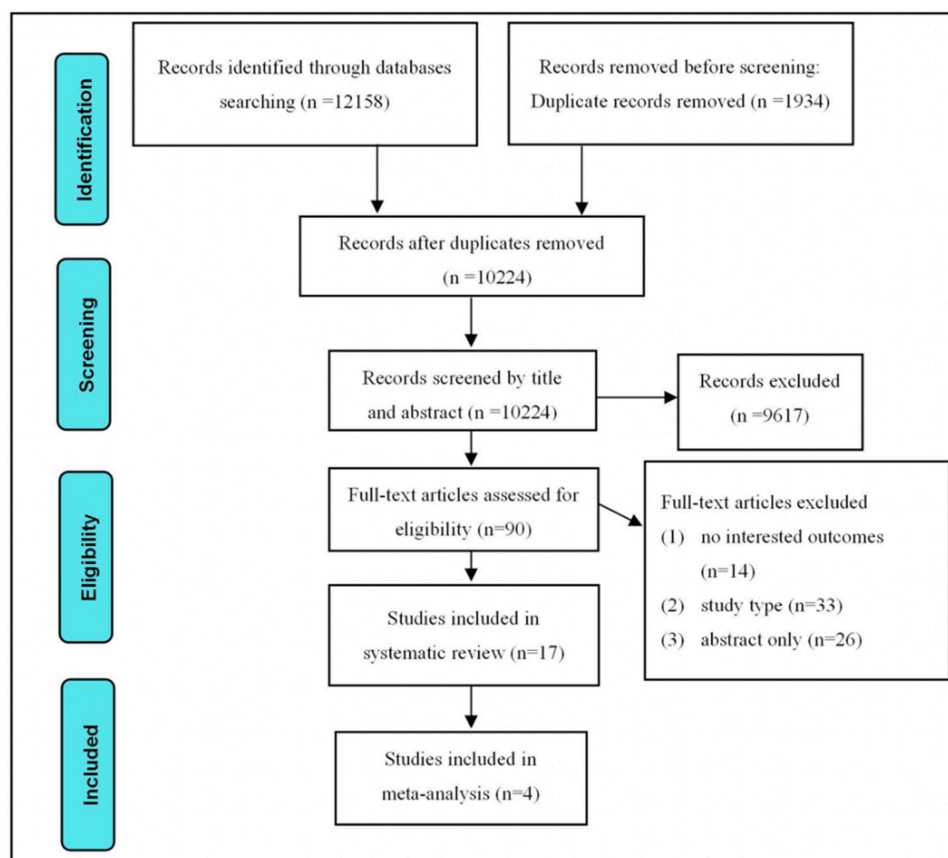 Identification
Records identified through databases
searching (n =12158)
Records removed before screening:
Duplicate records removed (n =1934)
Records after duplicates removed
(n =10224)
Screening
Records screened by title
and abstract (n =10224)
Records excluded
(n =9617)
Eligibility
Full-text articles assessed for
eligibility (n=90)
Full-text articles excluded
(1) no interested outcomes
(n=14)
(2) study type (n=33)
(3) abstract only (n=26)
Studies included in
systematic review (n=17)
Included
Studies included in
meta-analysis (n=4)